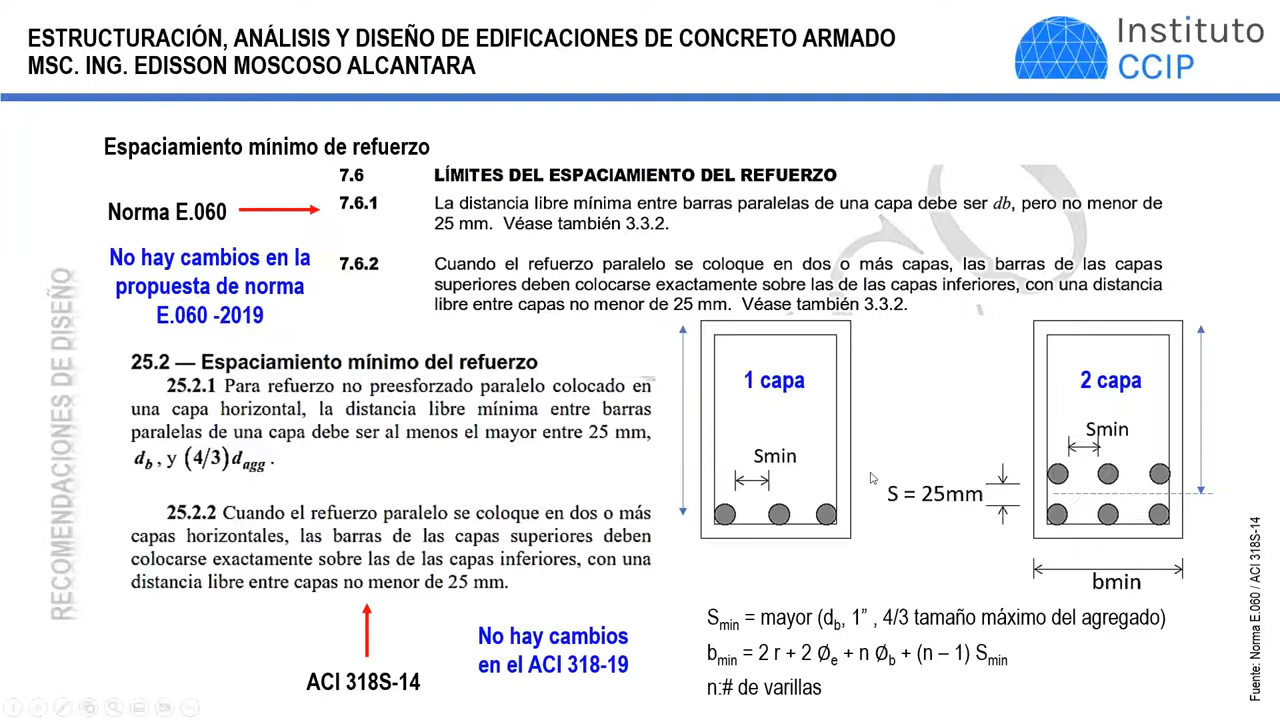 ESTRUCTURACIÓN, ANÁLISIS Y DISEÑO DE EDIFICACIONES DE CONCRETO ARMADO
MSC. ING. EDISSON MOSCOSO ALCANTARA
Instituto
CCIP
Espaciamiento mínimo de refuerzo
7.6 LÍMITES DEL ESPACIAMIENTO DEL REFUERZO
Norma E.060
7.6.1 La distancia libre mínima entre barras paralelas de una capa debe ser db, pero no menor de
25 mm. Véase también 3.3.2.
No hay cambios en la
propuesta de norma
E.060 -2019
7.6.2 Cuando el refuerzo paralelo se coloque en dos o más capas, las barras de las capas
superiores deben colocarse exactamente sobre las de las capas inferiores, con una distancia
libre entre capas no menor de 25 mm. Véase también 3.3.2.
RECOMENDACIONES DE DISEÑO
25.2 — Espaciamiento mínimo del refuerzo
25.2.1 Para refuerzo no preesforzado paralelo colocado en
una capa horizontal, la distancia libre mínima entre barras
paralelas de una capa debe ser al menos el mayor entre 25 mm,
d_b, y (4/3)d_agg.
25.2.2 Cuando el refuerzo paralelo se coloque en dos o más
capas horizontales, las barras de las capas superiores deben
colocarse exactamente sobre las de las capas inferiores, con una
distancia libre entre capas no menor de 25 mm.
No hay cambios
en el ACI 318-19
ACI 318S-14
1 capa
Smin
2 capa
Smin
S = 25mm
bmin
S_min = mayor (d_b, 1” , 4/3 tamaño máximo del agregado)
b_min = 2 r + 2 Ø_e + n Ø_b + (n – 1) S_min
n:# de varillas
Fuente: Norma E.060 / ACI 318S-14